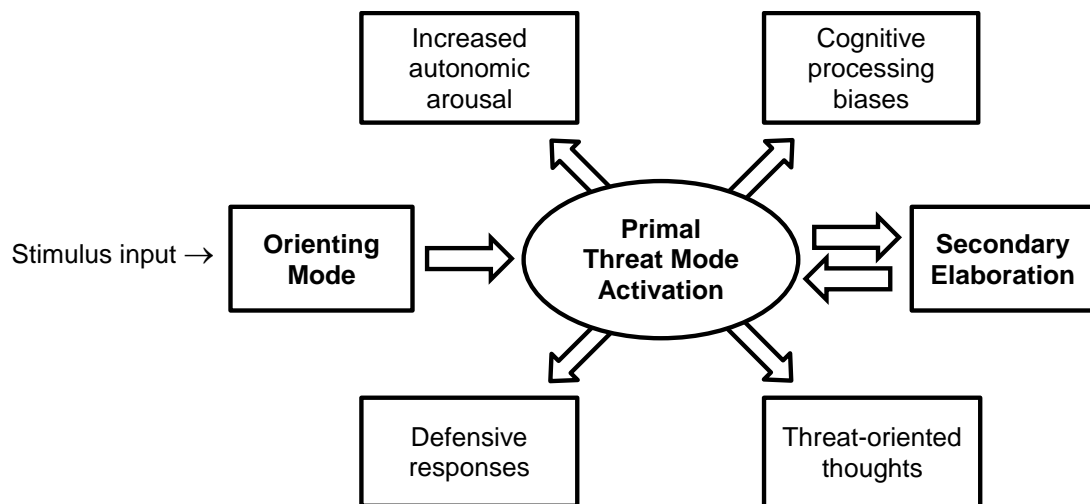 Increased
autonomic
arousal
Cognitive
processing
biases
Stimulus input →
Orienting
Mode
Primal
Threat Mode
Activation
Secondary
Elaboration
Defensive
responses
Threat-oriented
thoughts